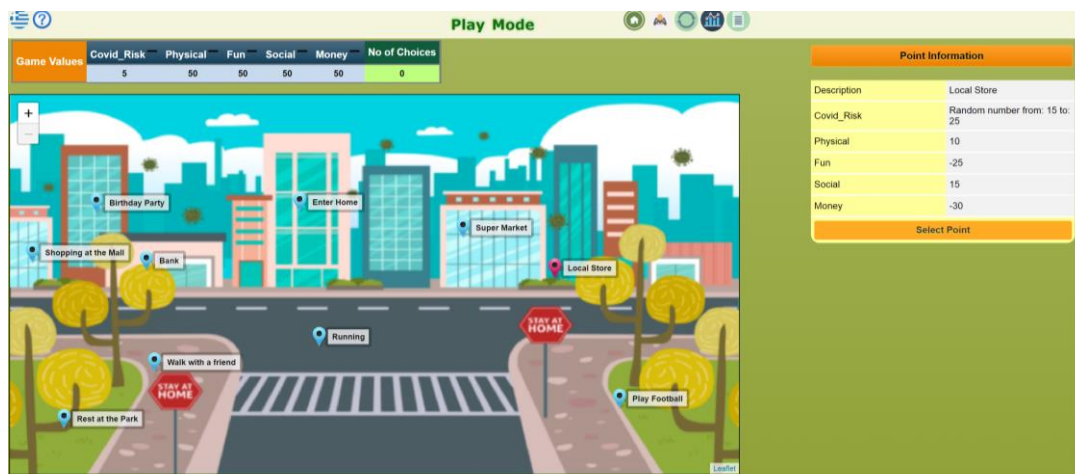 Play Mode
Game Values
Covid_Risk Physical Fun Social Money No of Choices
5 50 50 50 50 0
+
−
Birthday Party
Enter Home
Super Market
Shopping at the Mall
Bank
Local Store
STAY AT
HOME
Running
Walk with a friend
STAY AT
HOME
Play Football
Rest at the Park
Leaflet
Point Information
Description Local Store
Covid_Risk Random number from: 15 to:
25
Physical 10
Fun -25
Social 15
Money -30
Select Point